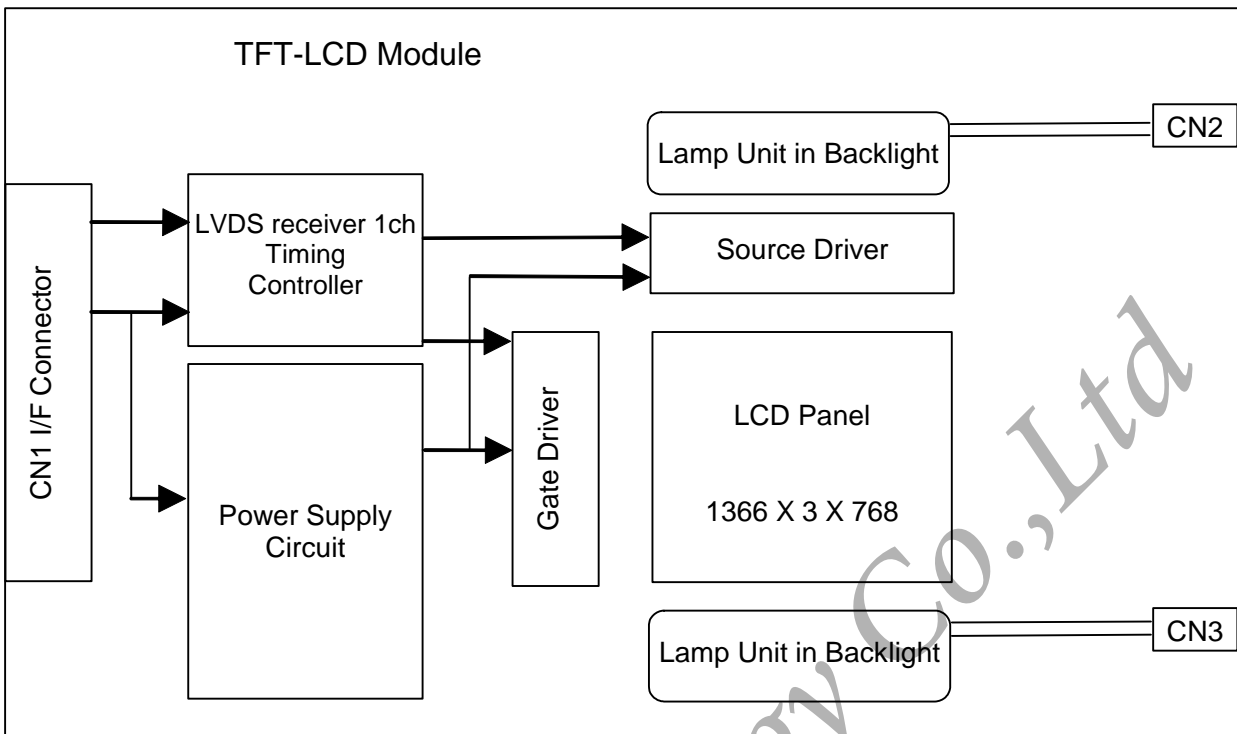 TFT-LCD Module
Lamp Unit in Backlight
CN2
CN1 I/F Connector
LVDS receiver 1ch
Timing
Controller
Source Driver
Power Supply
Circuit
Gate Driver
LCD Panel
1366 X 3 X 768
Lamp Unit in Backlight
CN3
Co.,Ltd